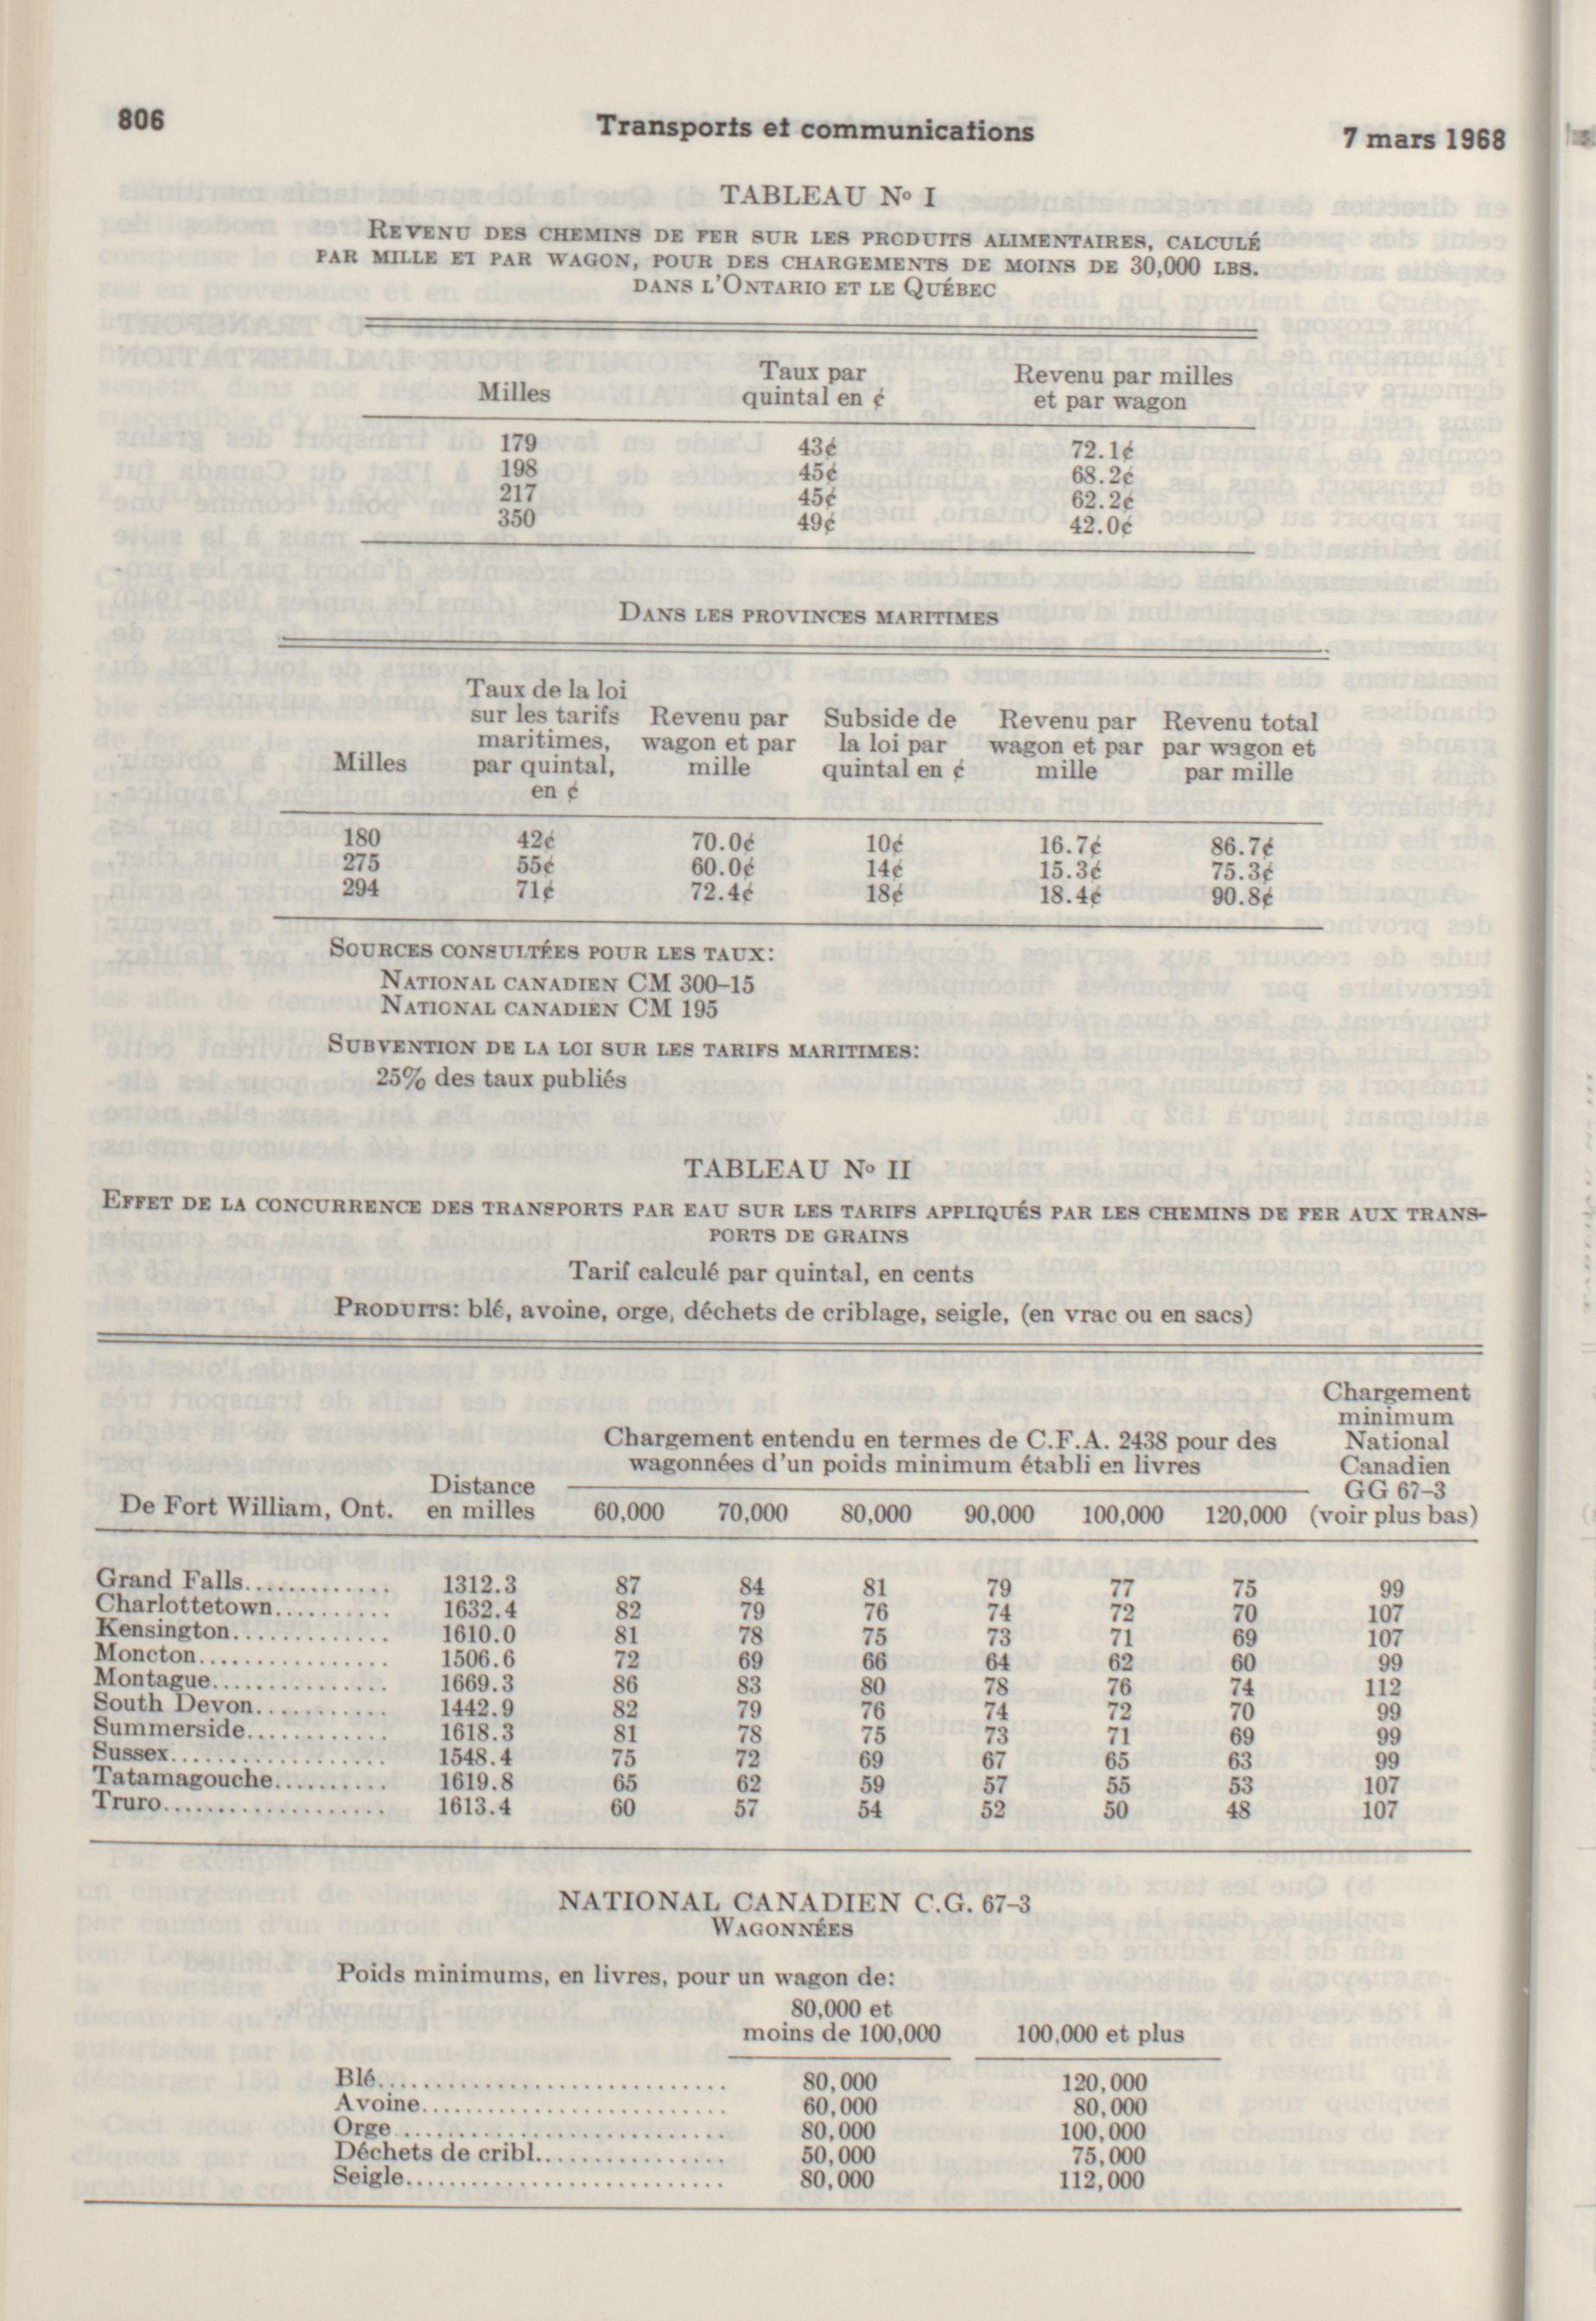 806 Transports et communications 7 mars 1968
TABLEAU No I
REVENU DES CHEMINS DE FER SUR LES PRODUITS ALIMENTAIRES, CALCULÉ
PAR MILLE ET PAR WAGON, POUR DES CHARGEMENTS DE MOINS DE 30,000 LBS.
DANS L'ONTARIO ET LE QUÉBEC
Milles Taux par quintal en ¢ Revenu par milles et par wagon
179 43¢ 72.1¢
198 45¢ 68.2¢
217 45¢ 62.2¢
350 49¢ 42.0¢
DANS LES PROVINCES MARITIMES
Milles Taux de la loi sur les tarifs maritimes, par quintal, en ¢ Revenu par wagon et par mille Subside de la loi par quintal en ¢ Revenu par wagon et par mille Revenu total par wagon et par mille
180 42¢ 70.0¢ 10¢ 16.7¢ 86.7¢
275 55¢ 60.0¢ 14¢ 15.3¢ 75.3¢
294 71¢ 72.4¢ 18¢ 18.4¢ 90.8¢
SOURCES CONSULTÉES POUR LES TAUX:
NATIONAL CANADIEN CM 300–15
NATIONAL CANADIEN CM 195
SUBVENTION DE LA LOI SUR LES TARIFS MARITIMES:
25% des taux publiés
TABLEAU No II
EFFET DE LA CONCURRENCE DES TRANSPORTS PAR EAU SUR LES TARIFS APPLIQUÉS PAR LES CHEMINS DE FER AUX TRANS-
PORTS DE GRAINS
Tarif calculé par quintal, en cents
PRODUITS: blé, avoine, orge, déchets de criblage, seigle, (en vrac ou en sacs)
Chargement entendu en termes de C.F.A. 2438 pour des
wagonnées d'un poids minimum établi en livres
Chargement minimum National Canadien GG 67–3 (voir plus bas)
De Fort William, Ont. Distance en milles 60,000 70,000 80,000 90,000 100,000 120,000
Grand Falls............. 1312.3 87 84 81 79 77 75 99
Charlottetown.......... 1632.4 82 79 76 74 72 70 107
Kensington............. 1610.0 81 78 75 73 71 69 107
Moncton................ 1506.6 72 69 66 64 62 60 99
Montague............... 1669.3 86 83 80 78 76 74 112
South Devon............ 1442.9 82 79 76 74 72 70 99
Summerside............ 1618.3 81 78 75 73 71 69 99
Sussex.................. 1548.4 75 72 69 67 65 63 99
Tatamagouche.......... 1619.8 65 62 59 57 55 53 107
Truro................... 1613.4 60 57 54 52 50 48 107
NATIONAL CANADIEN C.G. 67–3
WAGONNÉES
Poids minimums, en livres, pour un wagon de:
80,000 et
moins de 100,000 100,000 et plus
Blé............................. 80,000 120,000
Avoine......................... 60,000 80,000
Orge........................... 80,000 100,000
Déchets de cribl................ 50,000 75,000
Seigle.......................... 80,000 112,000